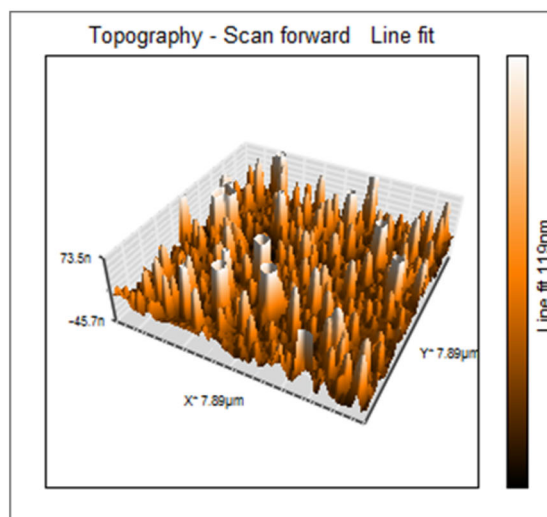 Topography - Scan forward Line fit
73.5n
-45.7n
X* 7.89µm
Y* 7.89µm
Line fit 119nm